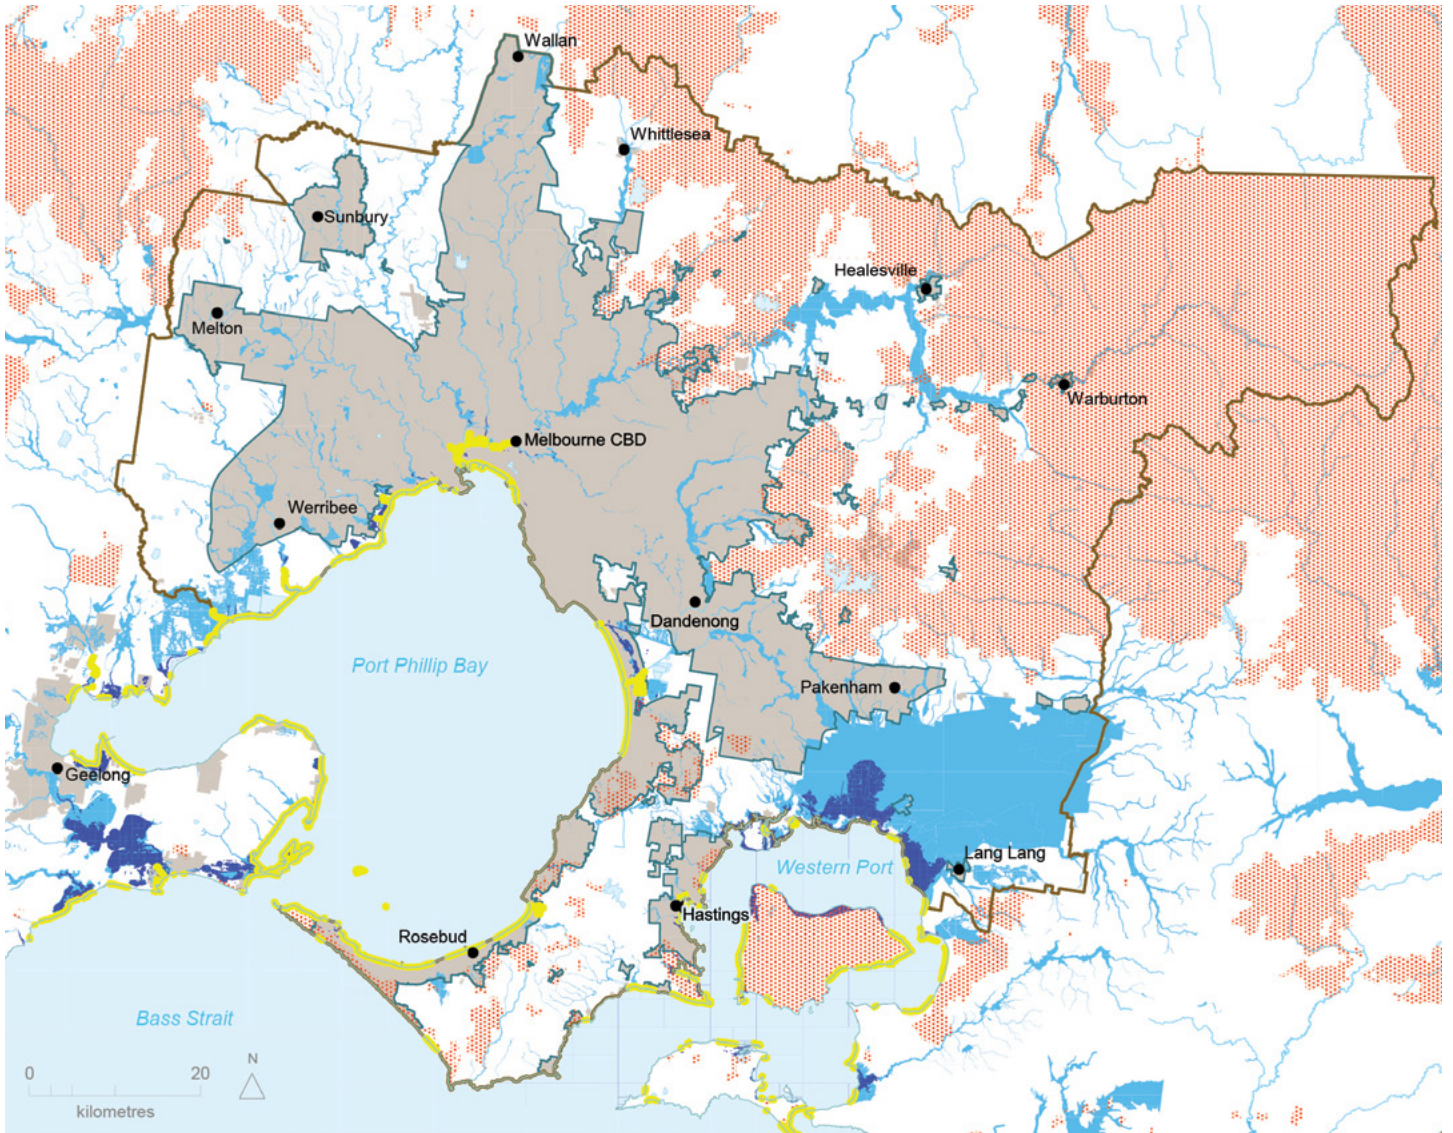 Wallan
Whittlesea
Sunbury
Healesville
Melton
Warburton
Melbourne CBD
Werribee
Dandenong
Port Phillip Bay
Pakenham
Geelong
Lang Lang
Western Port
Hastings
Rosebud
Bass Strait
N
0 20
kilometres